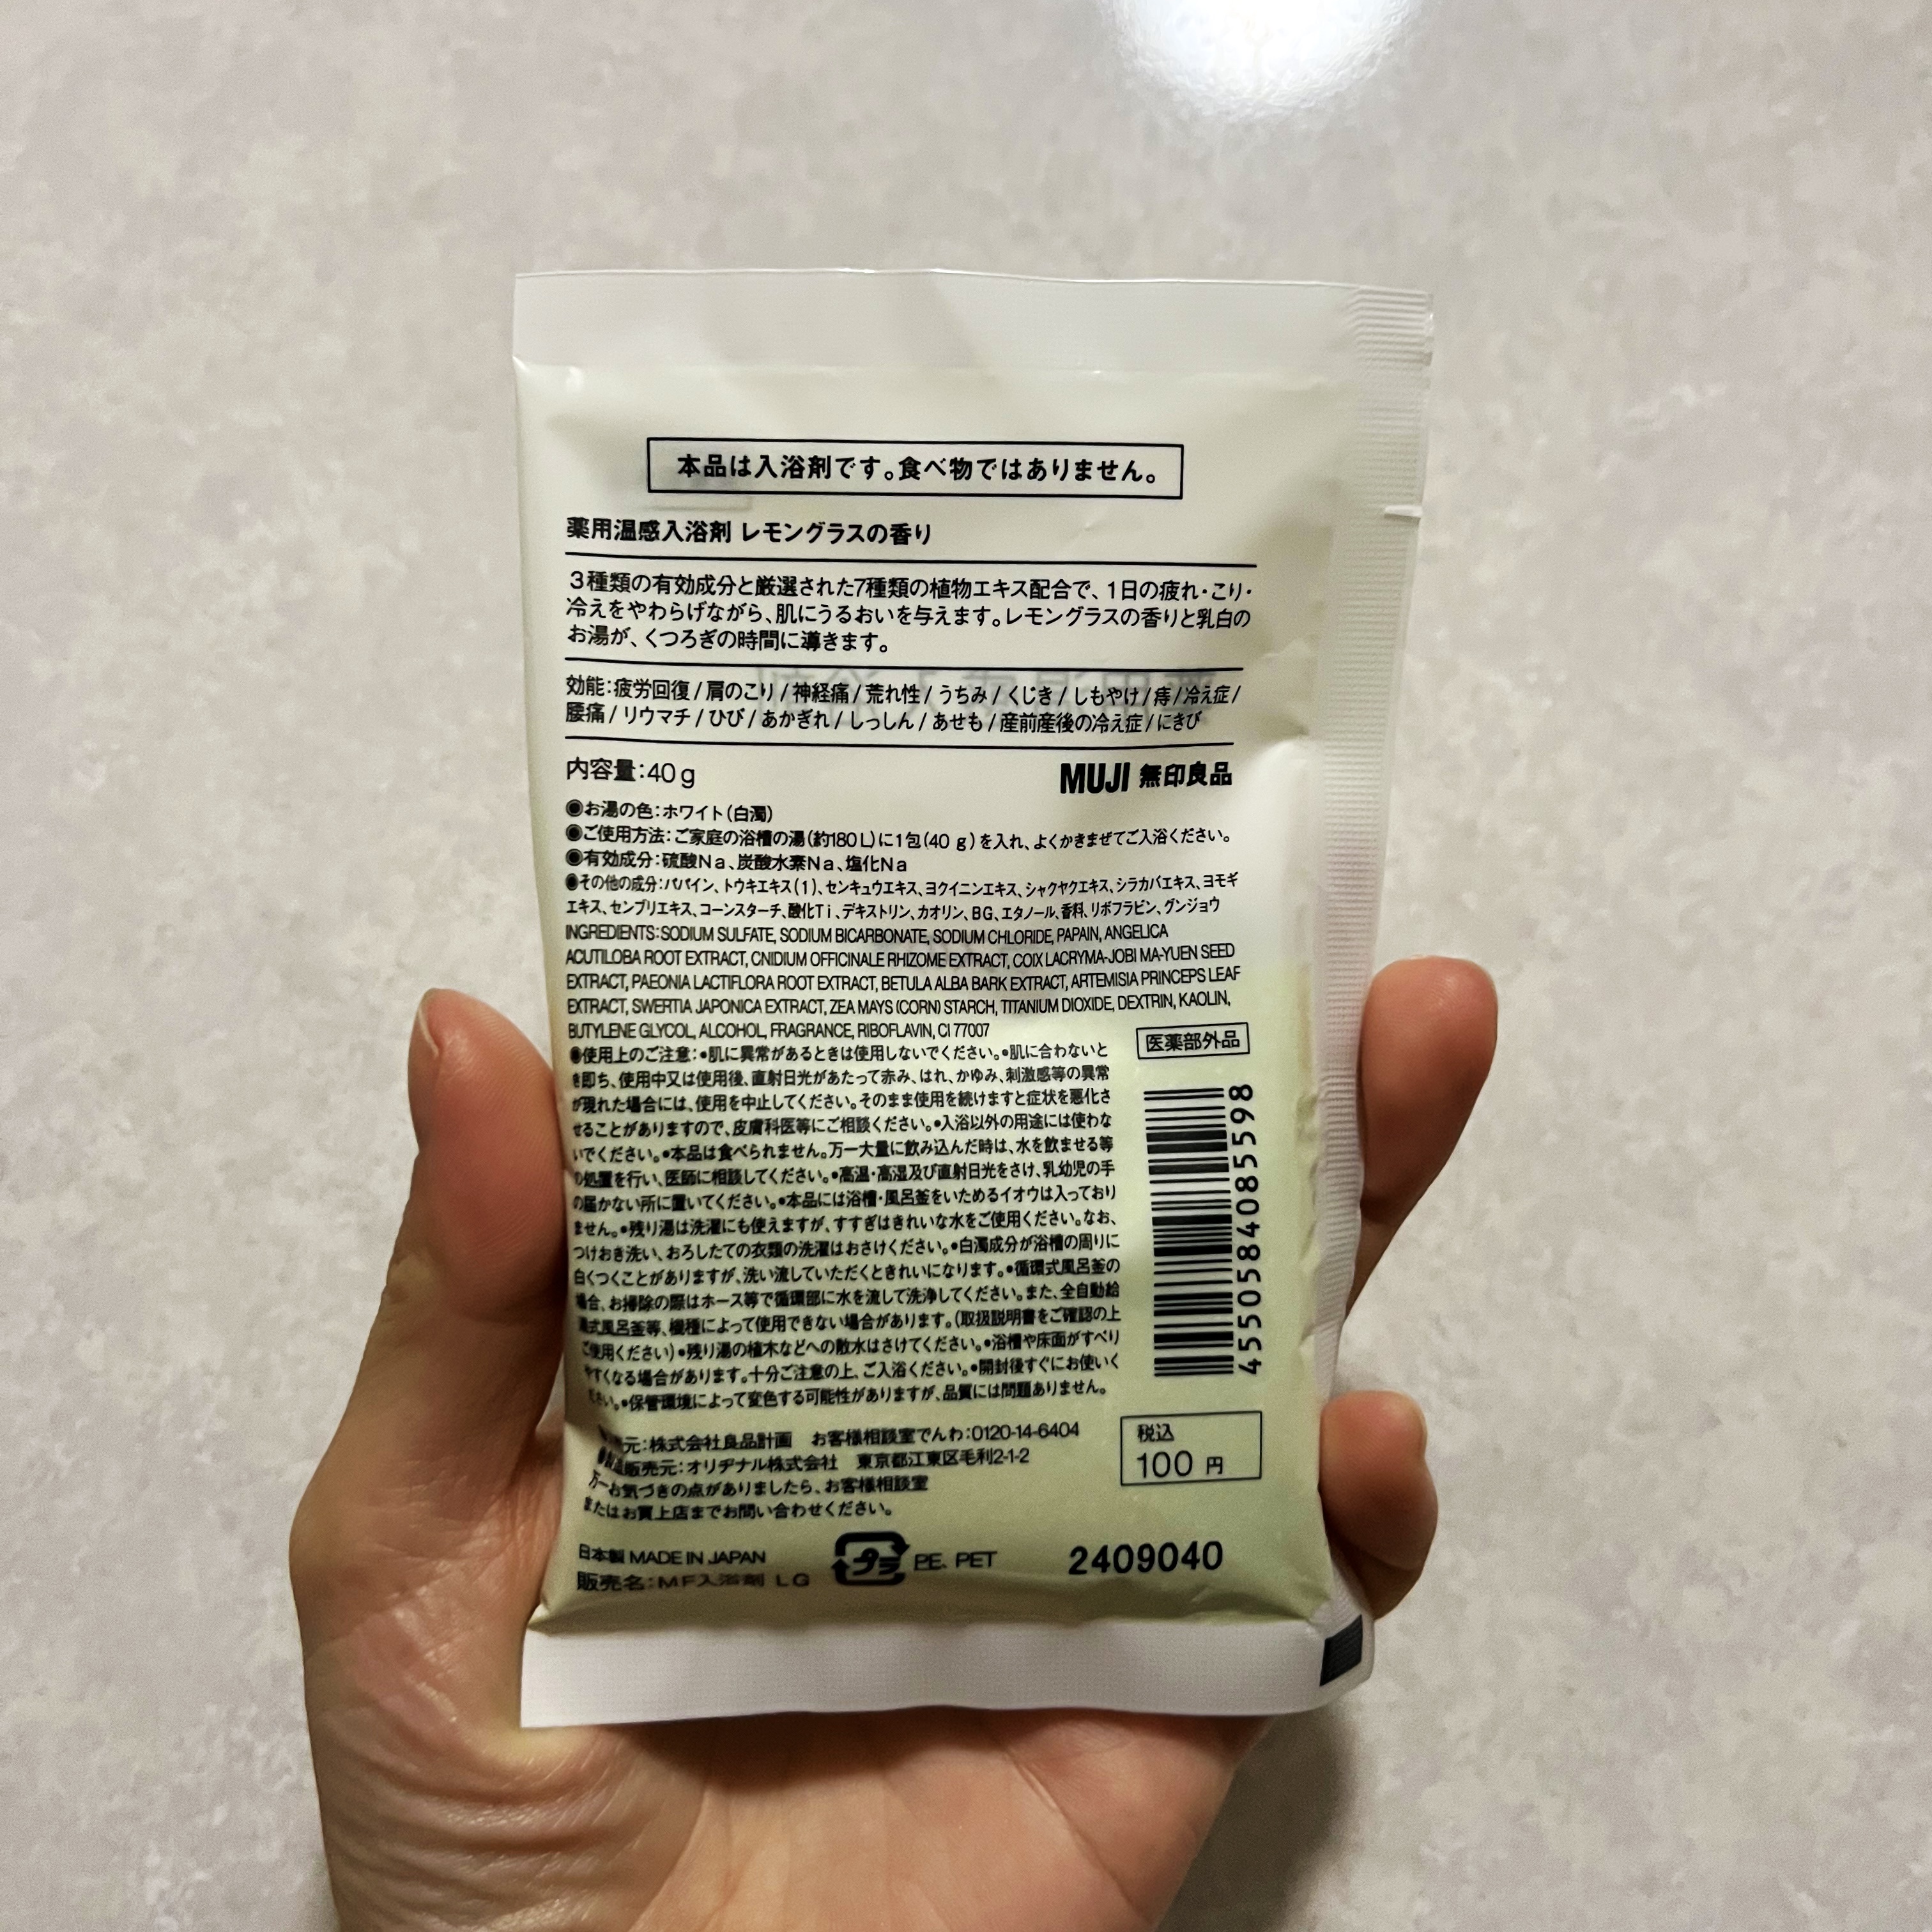 本品は入浴剤です。食べ物ではありません。
薬用温感入浴剤 レモングラスの香り
3種類の有効成分と厳選された7種類の植物エキス配合で、1日の疲れ・こり・
冷えをやわらげながら、肌にうるおいを与えます。レモングラスの香りと乳白の
お湯が、くつろぎの時間に導きます。
効能:疲労回復/肩のこり/神経痛/荒れ性/うちみ/くじき/しもやけ/痔/冷え症/
腰痛/リウマチ/ひび/あかぎれ/しっしん/あせも/産前産後の冷え症/にきび
内容量:40g
MUJI 無印良品
◉お湯の色:ホワイト(白濁)
◉ご使用方法:ご家庭の浴槽の湯(約180L)に1包(40 g)を入れ、よくかきまぜてご入浴ください。
◉有効成分:硫酸Na、炭酸水素Na、塩化Na
◉その他の成分:パパイン、トウキエキス(1)、センキュウエキス、ヨクイニンエキス、シャクヤクエキス、シラカバエキス、ヨモギ
エキス、センブリエキス、コーンスターチ、酸化Ti、デキストリン、カオリン、BG、エタノール、香料、リボフラビン、グンジョウ
INGREDIENTS:SODIUM SULFATE, SODIUM BICARBONATE, SODIUM CHLORIDE, PAPAIN, ANGELICA
ACUTILOBA ROOT EXTRACT, CNIDIUM OFFICINALE RHIZOME EXTRACT, COIX LACRYMA-JOBI MA-YUEN SEED
EXTRACT, PAEONIA LACTIFLORA ROOT EXTRACT, BETULA ALBA BARK EXTRACT, ARTEMISIA PRINCEPS LEAF
EXTRACT, SWERTIA JAPONICA EXTRACT, ZEA MAYS (CORN) STARCH, TITANIUM DIOXIDE, DEXTRIN, KAOLIN,
BUTYLENE GLYCOL, ALCOHOL, FRAGRANCE, RIBOFLAVIN, CI 77007
医薬部外品
◉使用上のご注意:●肌に異常があるときは使用しないでください。●肌に合わないと
き即ち、使用中又は使用後、直射日光があたって赤み、はれ、かゆみ、刺激感等の異常
が現れた場合には、使用を中止してください。そのまま使用を続けますと症状を悪化さ
せることがありますので、皮膚科医等にご相談ください。●入浴以外の用途には使わな
いでください。●本品は食べられません。万一大量に飲み込んだ時は、水を飲ませる等
の処置を行い、医師に相談してください。●高温・高湿及び直射日光をさけ、乳幼児の手
の届かない所に置いてください。●本品には浴槽・風呂釜をいためるイオウは入っており
ません。●残り湯は洗濯にも使えますが、すすぎはきれいな水をご使用ください。なお、
つけおき洗い、おろしたての衣類の洗濯はおさけください。●白濁成分が浴槽の周りに
白くつくことがありますが、洗い流していただくときれいになります。●循環式風呂釜の
場合、お掃除の際はホース等で循環部に水を流して洗浄してください。また、全自動給
湯式風呂釜等、機種によって使用できない場合があります。(取扱説明書をご確認の上
ご使用ください)●残り湯の植木などへの散水はさけてください。●浴槽や床面がすべり
やすくなる場合があります。十分ご注意の上、ご入浴ください。●開封後すぐにお使いく
ださい。●保管環境によって変色する可能性がありますが、品質には問題ありません。
4550584085598
元:株式会社良品計画 お客様相談室でんわ:0120-14-6404
販売元:オリヂナル株式会社 東京都江東区毛利2-1-2
万一お気づきの点がありましたら、お客様相談室
またはお買上店までお問い合わせください。
税込
100 円
日本製 MADE IN JAPAN
販売名:MF入浴剤 LG
プラ PE、PET
2409040